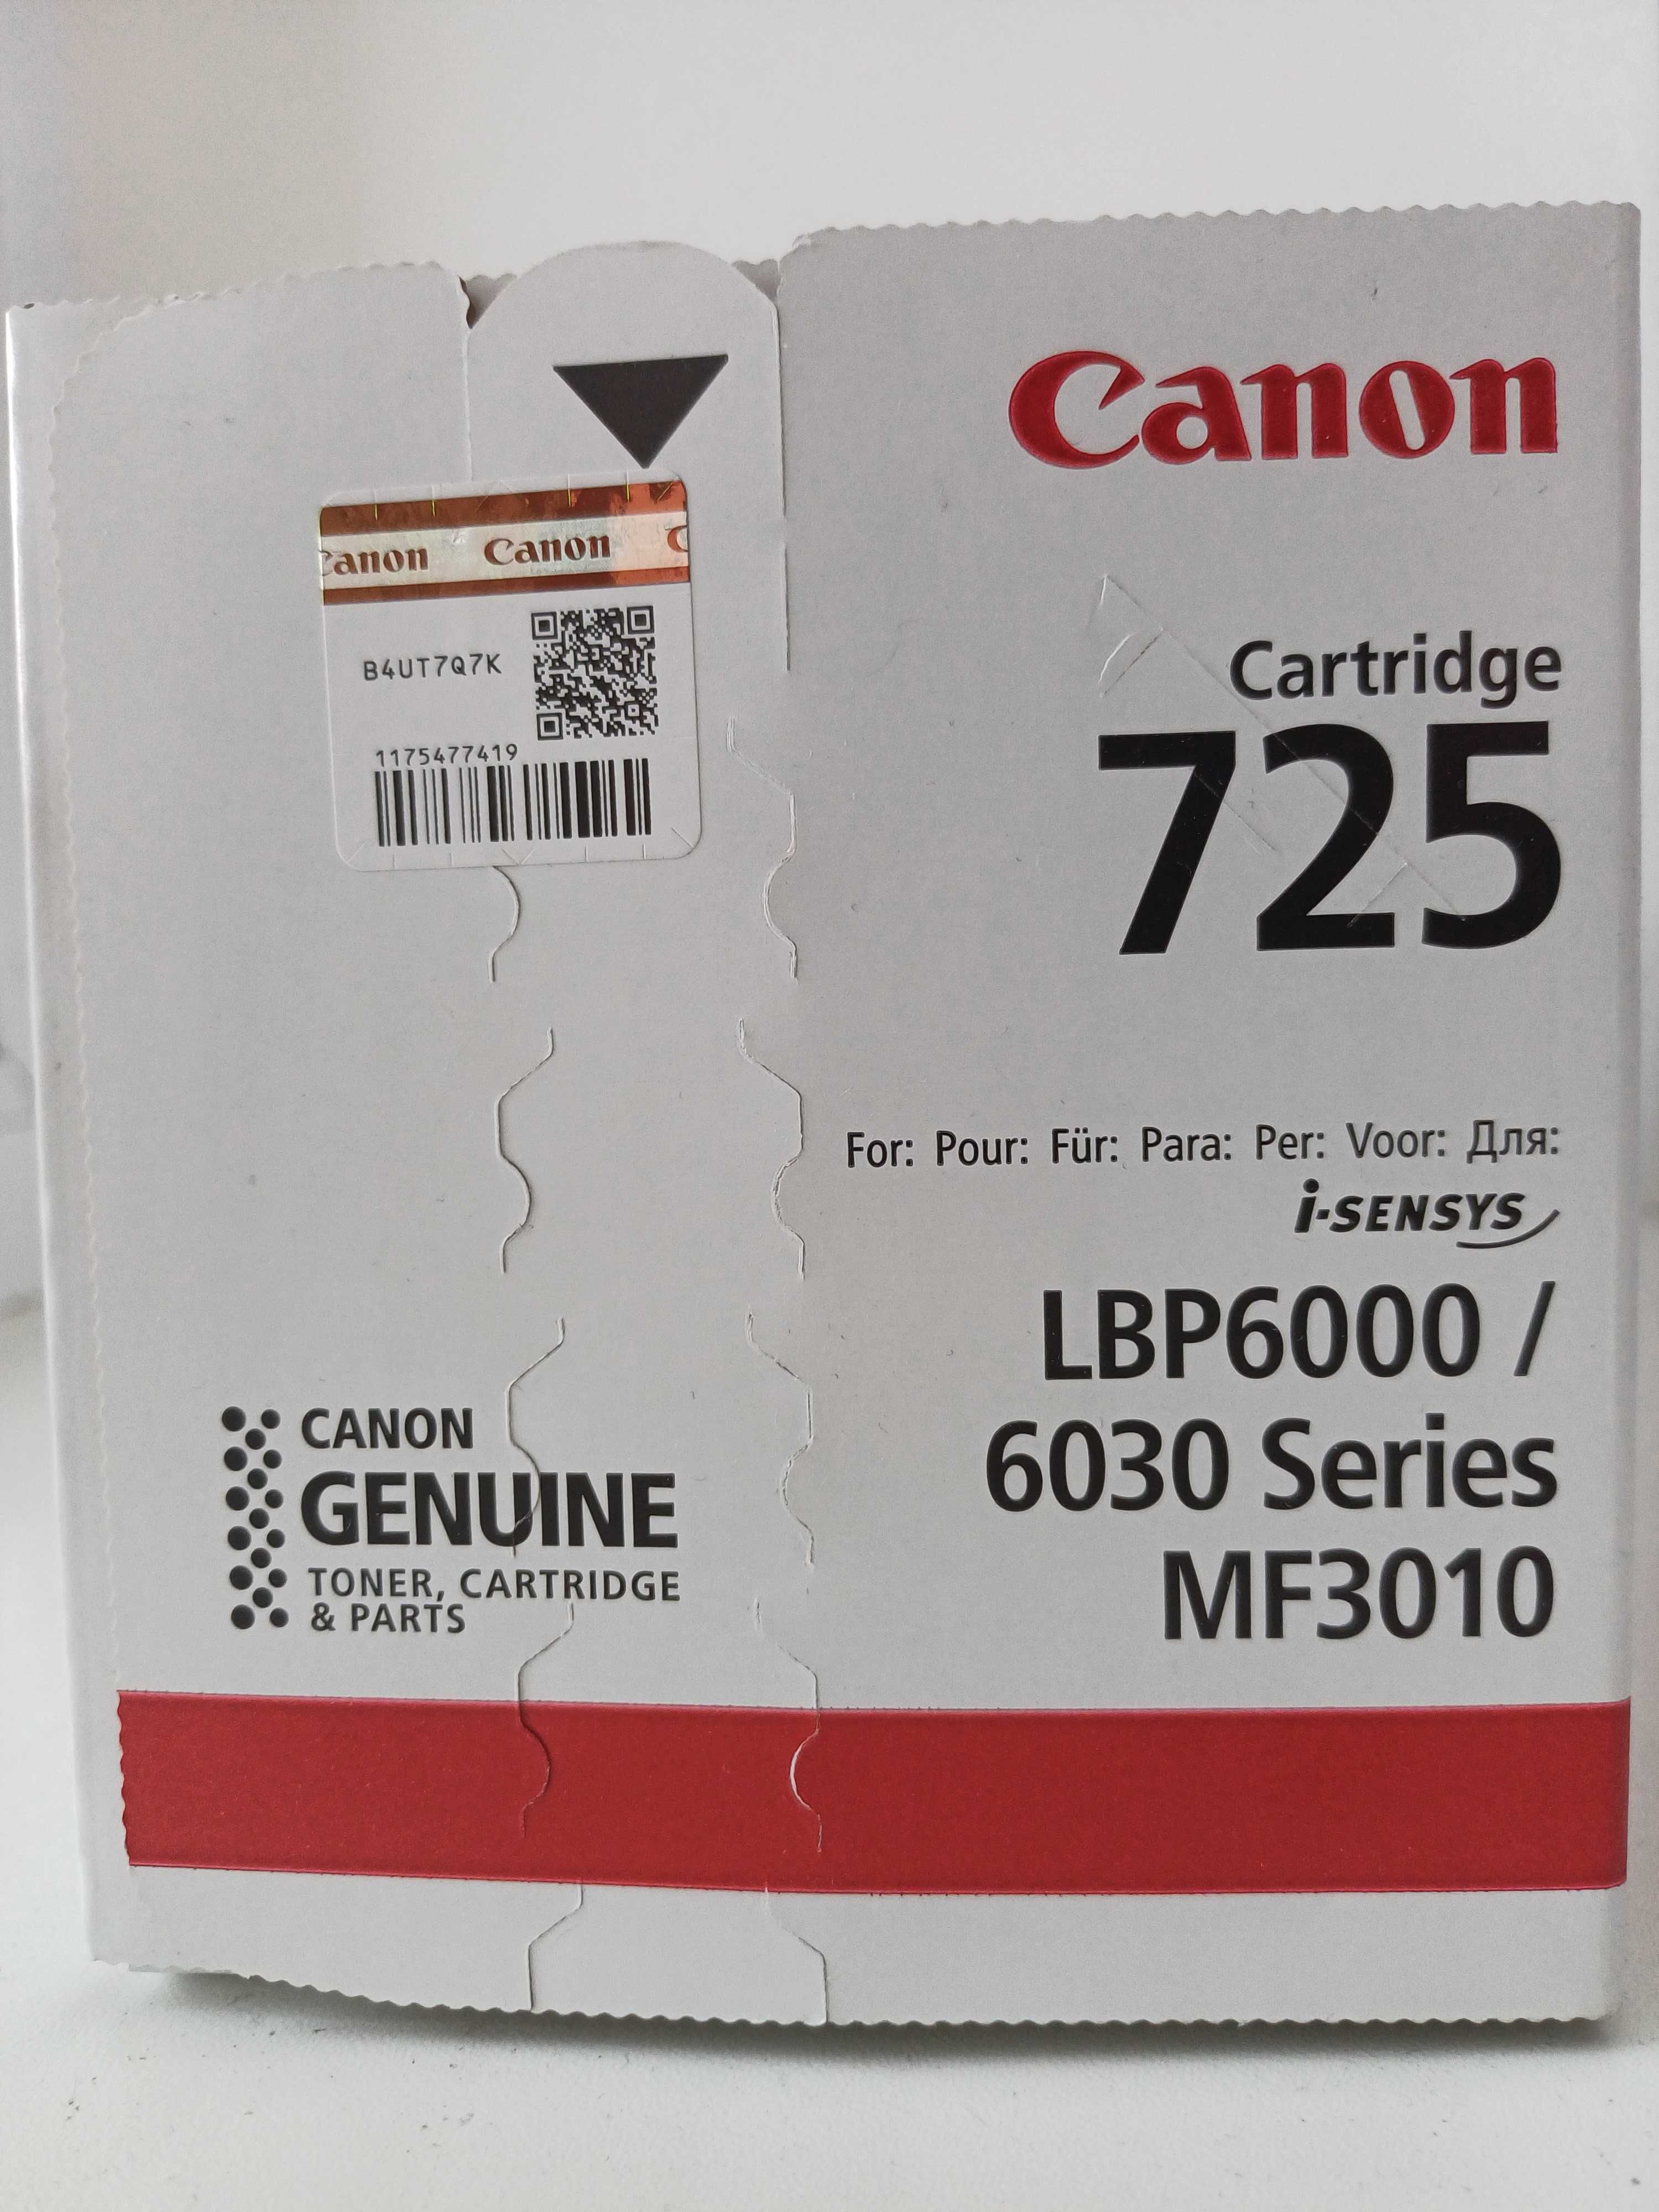 Canon
canon Canon C
B4UT7Q7K
1175477419
Cartridge
725
For: Pour: Für: Para: Per: Voor: Для:
i-SENSYS
LBP6000 /
6030 Series
MF3010
CANON
GENUINE
TONER, CARTRIDGE
& PARTS